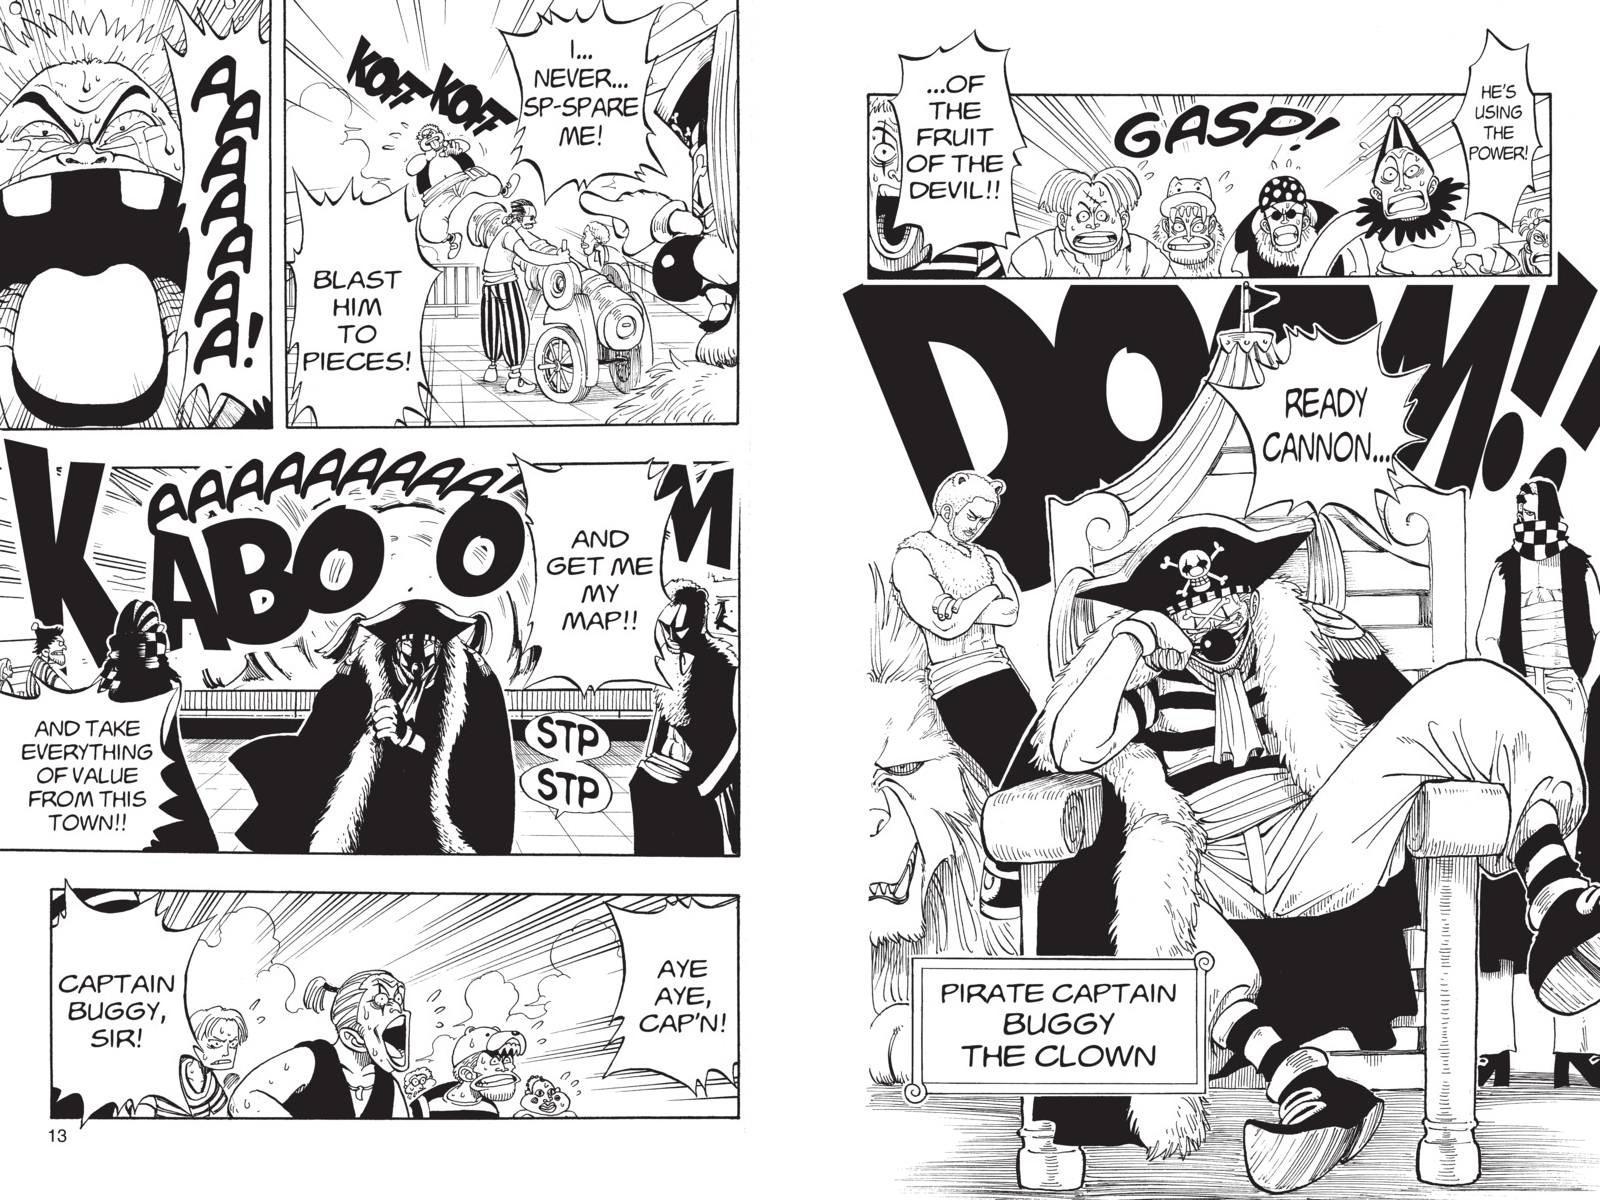 HE'S
USING
THE
POWER!
GASP!
...OF
THE
FRUIT
OF THE
DEVIL!!
DOOM!!
READY
CANNON...
PIRATE CAPTAIN
BUGGY
THE CLOWN
I...
NEVER...
SP-SPARE
ME!
KOFF KOFF
BLAST
HIM
TO
PIECES!
AAAAAAA!
AND
GET ME
MY
MAP!!
AAAAAAAAA
KABOOM
STP
STP
AND TAKE
EVERYTHING
OF VALUE
FROM THIS
TOWN!!
AYE
AYE,
CAP'N!
CAPTAIN
BUGGY,
SIR!
13